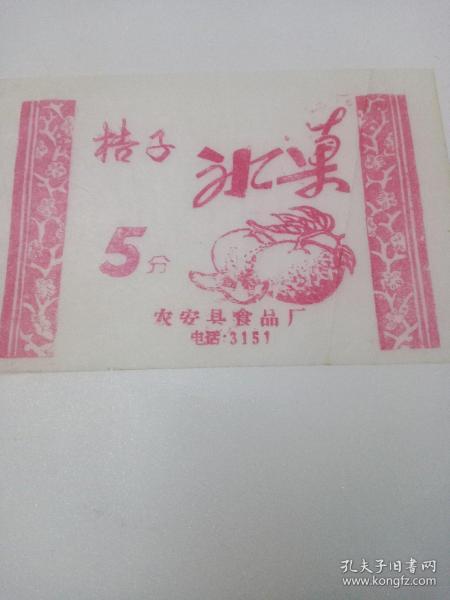 桔子 冰菓
5分
农安县食品厂
电话·3151
孔夫子旧书网
www.kongfz.com